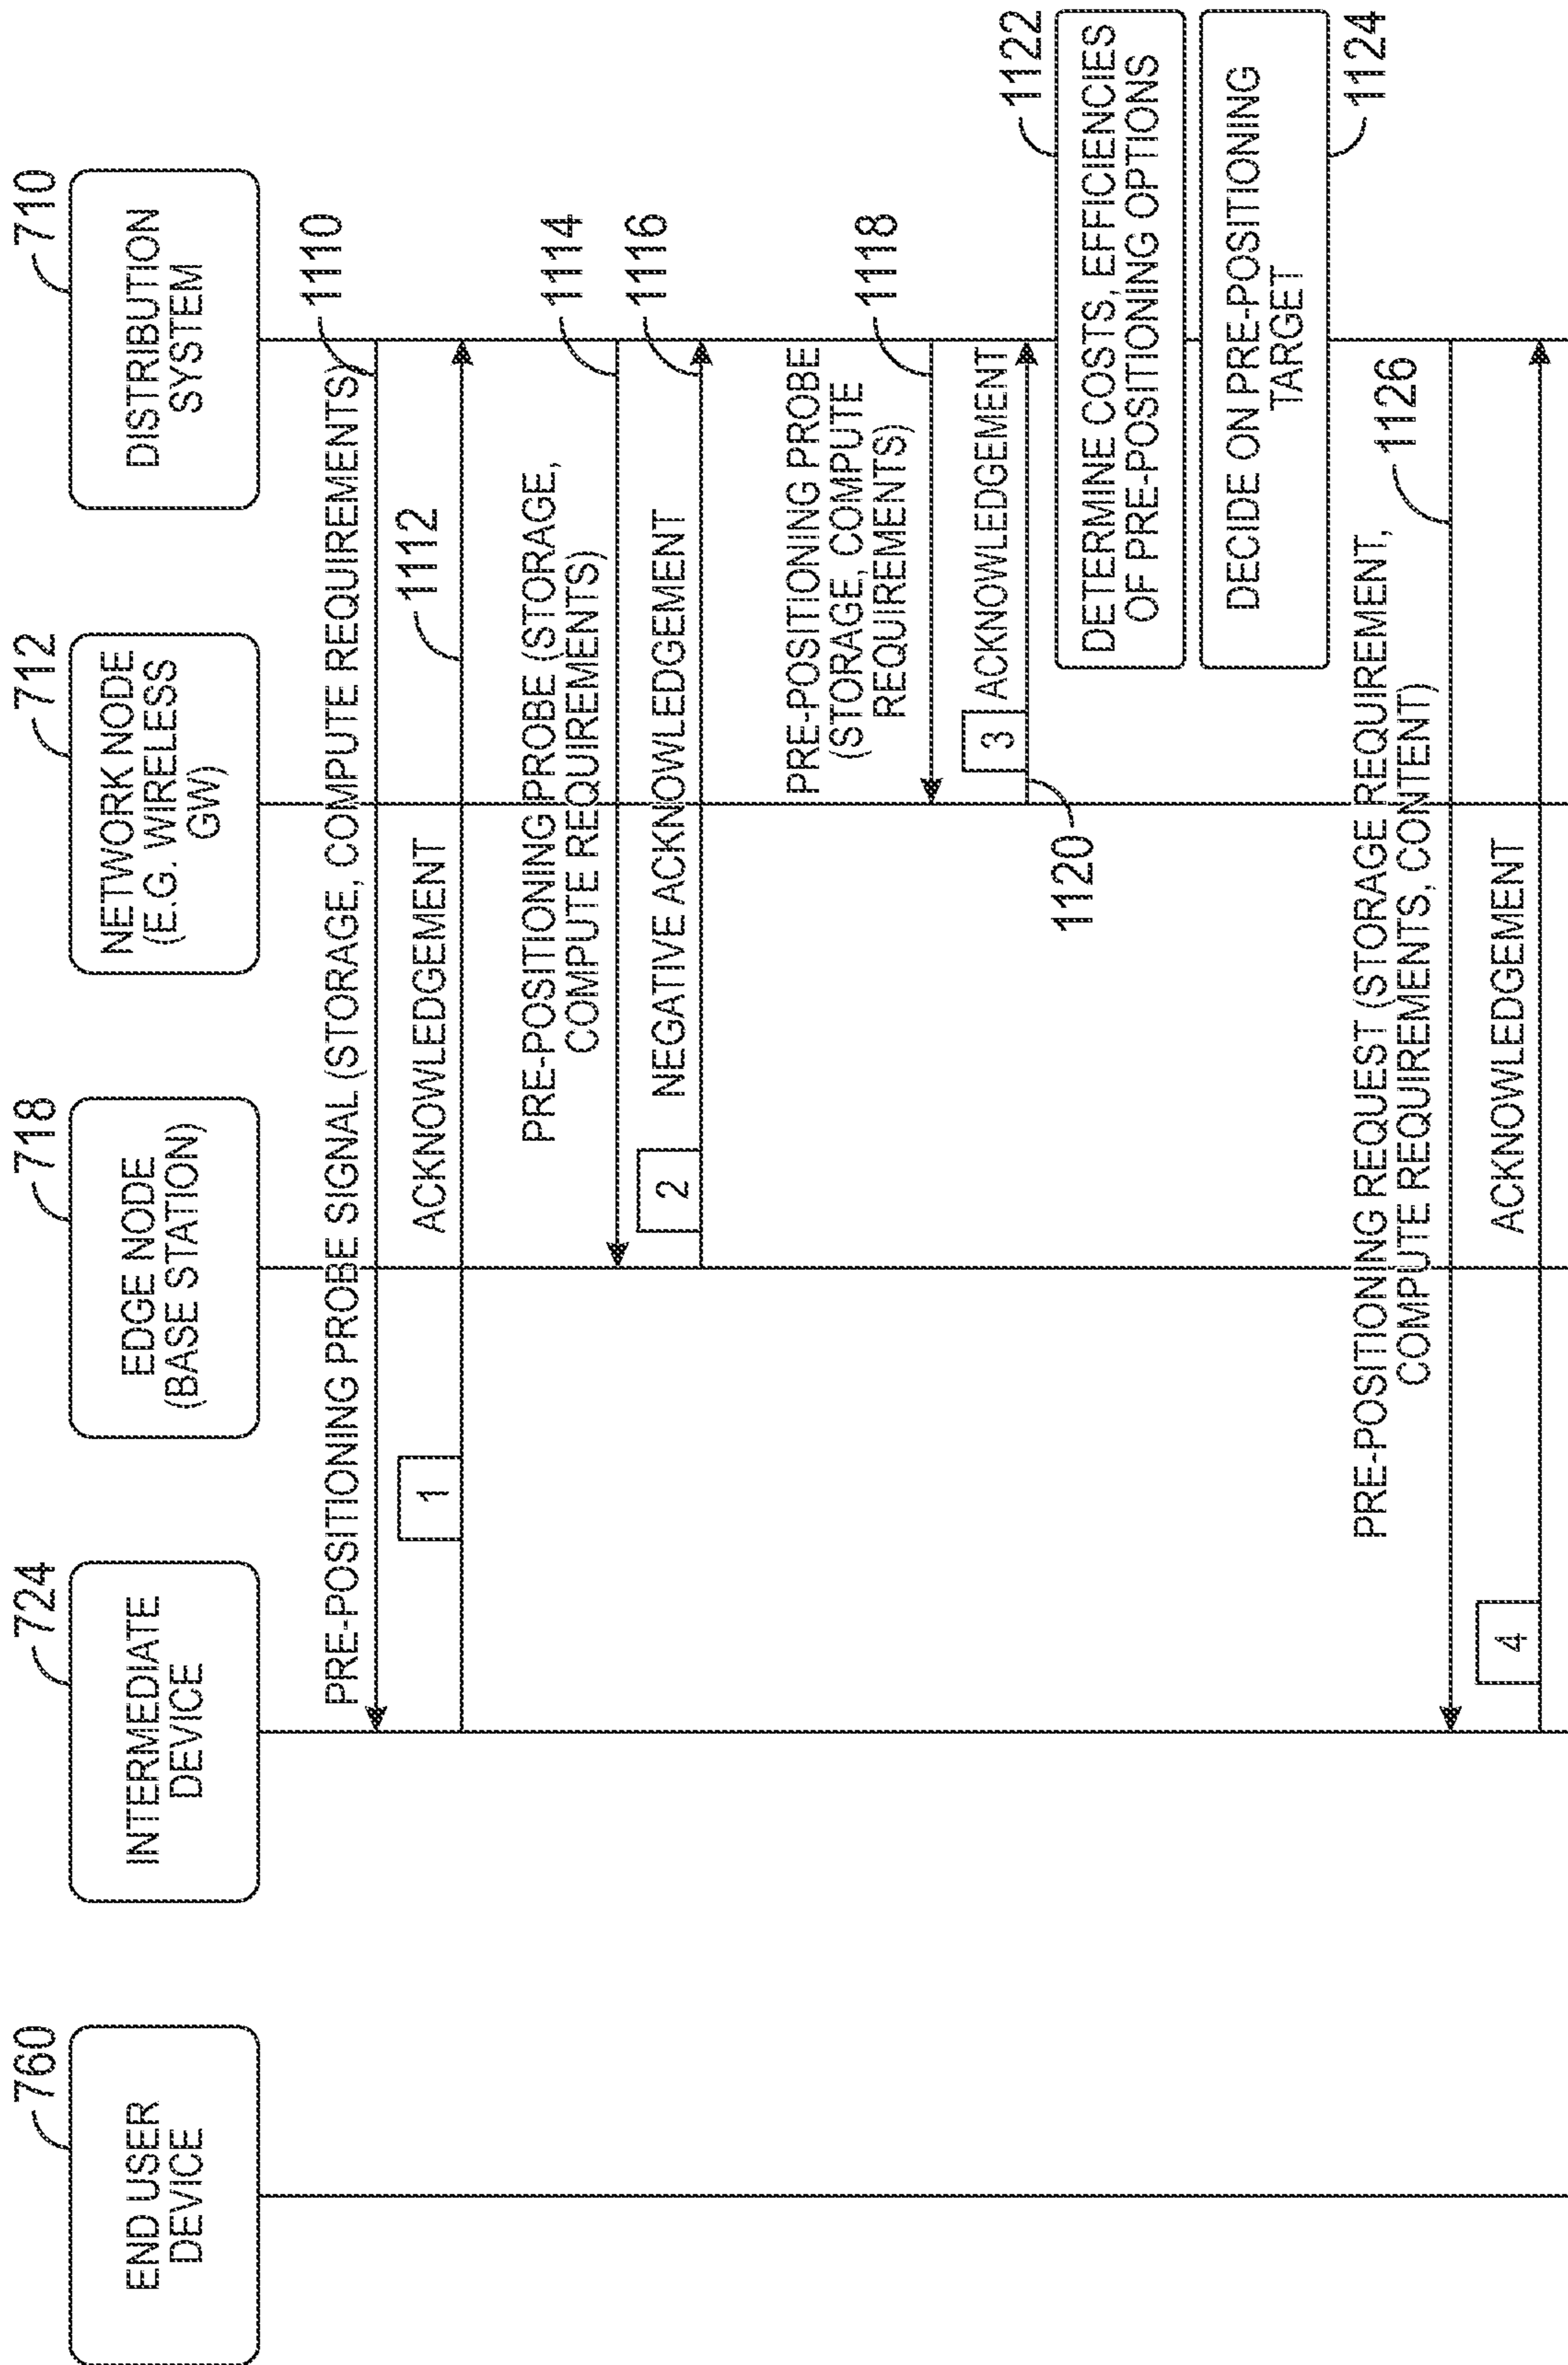 760
END USER
DEVICE
724
INTERMEDIATE
DEVICE
718
EDGE NODE
(BASE STATION)
712
NETWORK NODE
(E.G. WIRELESS
GW)
710
DISTRIBUTION
SYSTEM
PRE-POSITIONING PROBE SIGNAL (STORAGE, COMPUTE REQUIREMENTS)
1110
1
ACKNOWLEDGEMENT
1112
PRE-POSITIONING PROBE (STORAGE,
COMPUTE REQUIREMENTS)
1114
2
NEGATIVE ACKNOWLEDGEMENT
1116
PRE-POSITIONING PROBE
(STORAGE, COMPUTE
REQUIREMENTS)
1118
3
ACKNOWLEDGEMENT
1120
1122
DETERMINE COSTS, EFFICIENCIES
OF PRE-POSITIONING OPTIONS
DECIDE ON PRE-POSITIONING
TARGET
1124
PRE-POSITIONING REQUEST (STORAGE REQUIREMENT,
COMPUTE REQUIREMENTS, CONTENT)
1126
4
ACKNOWLEDGEMENT